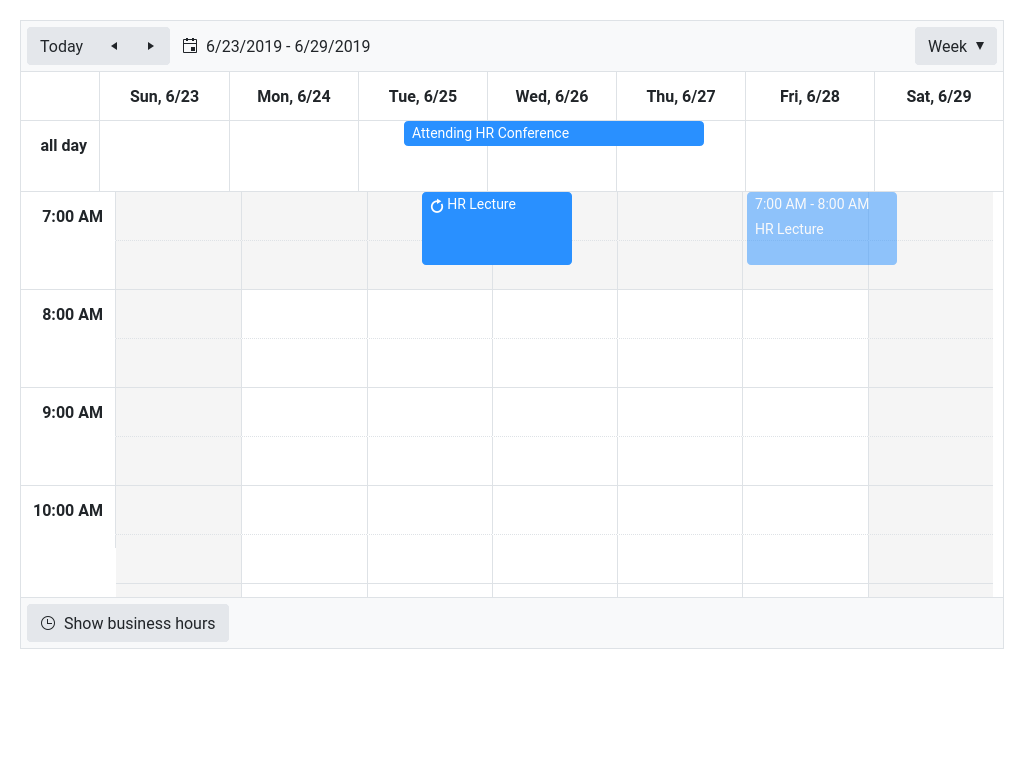 Today
6/23/2019 - 6/29/2019
Week
Sun, 6/23
Mon, 6/24
Tue, 6/25
Wed, 6/26
Thu, 6/27
Fri, 6/28
Sat, 6/29
all day
Attending HR Conference
7:00 AM
HR Lecture
7:00 AM - 8:00 AM
HR Lecture
8:00 AM
9:00 AM
10:00 AM
Show business hours